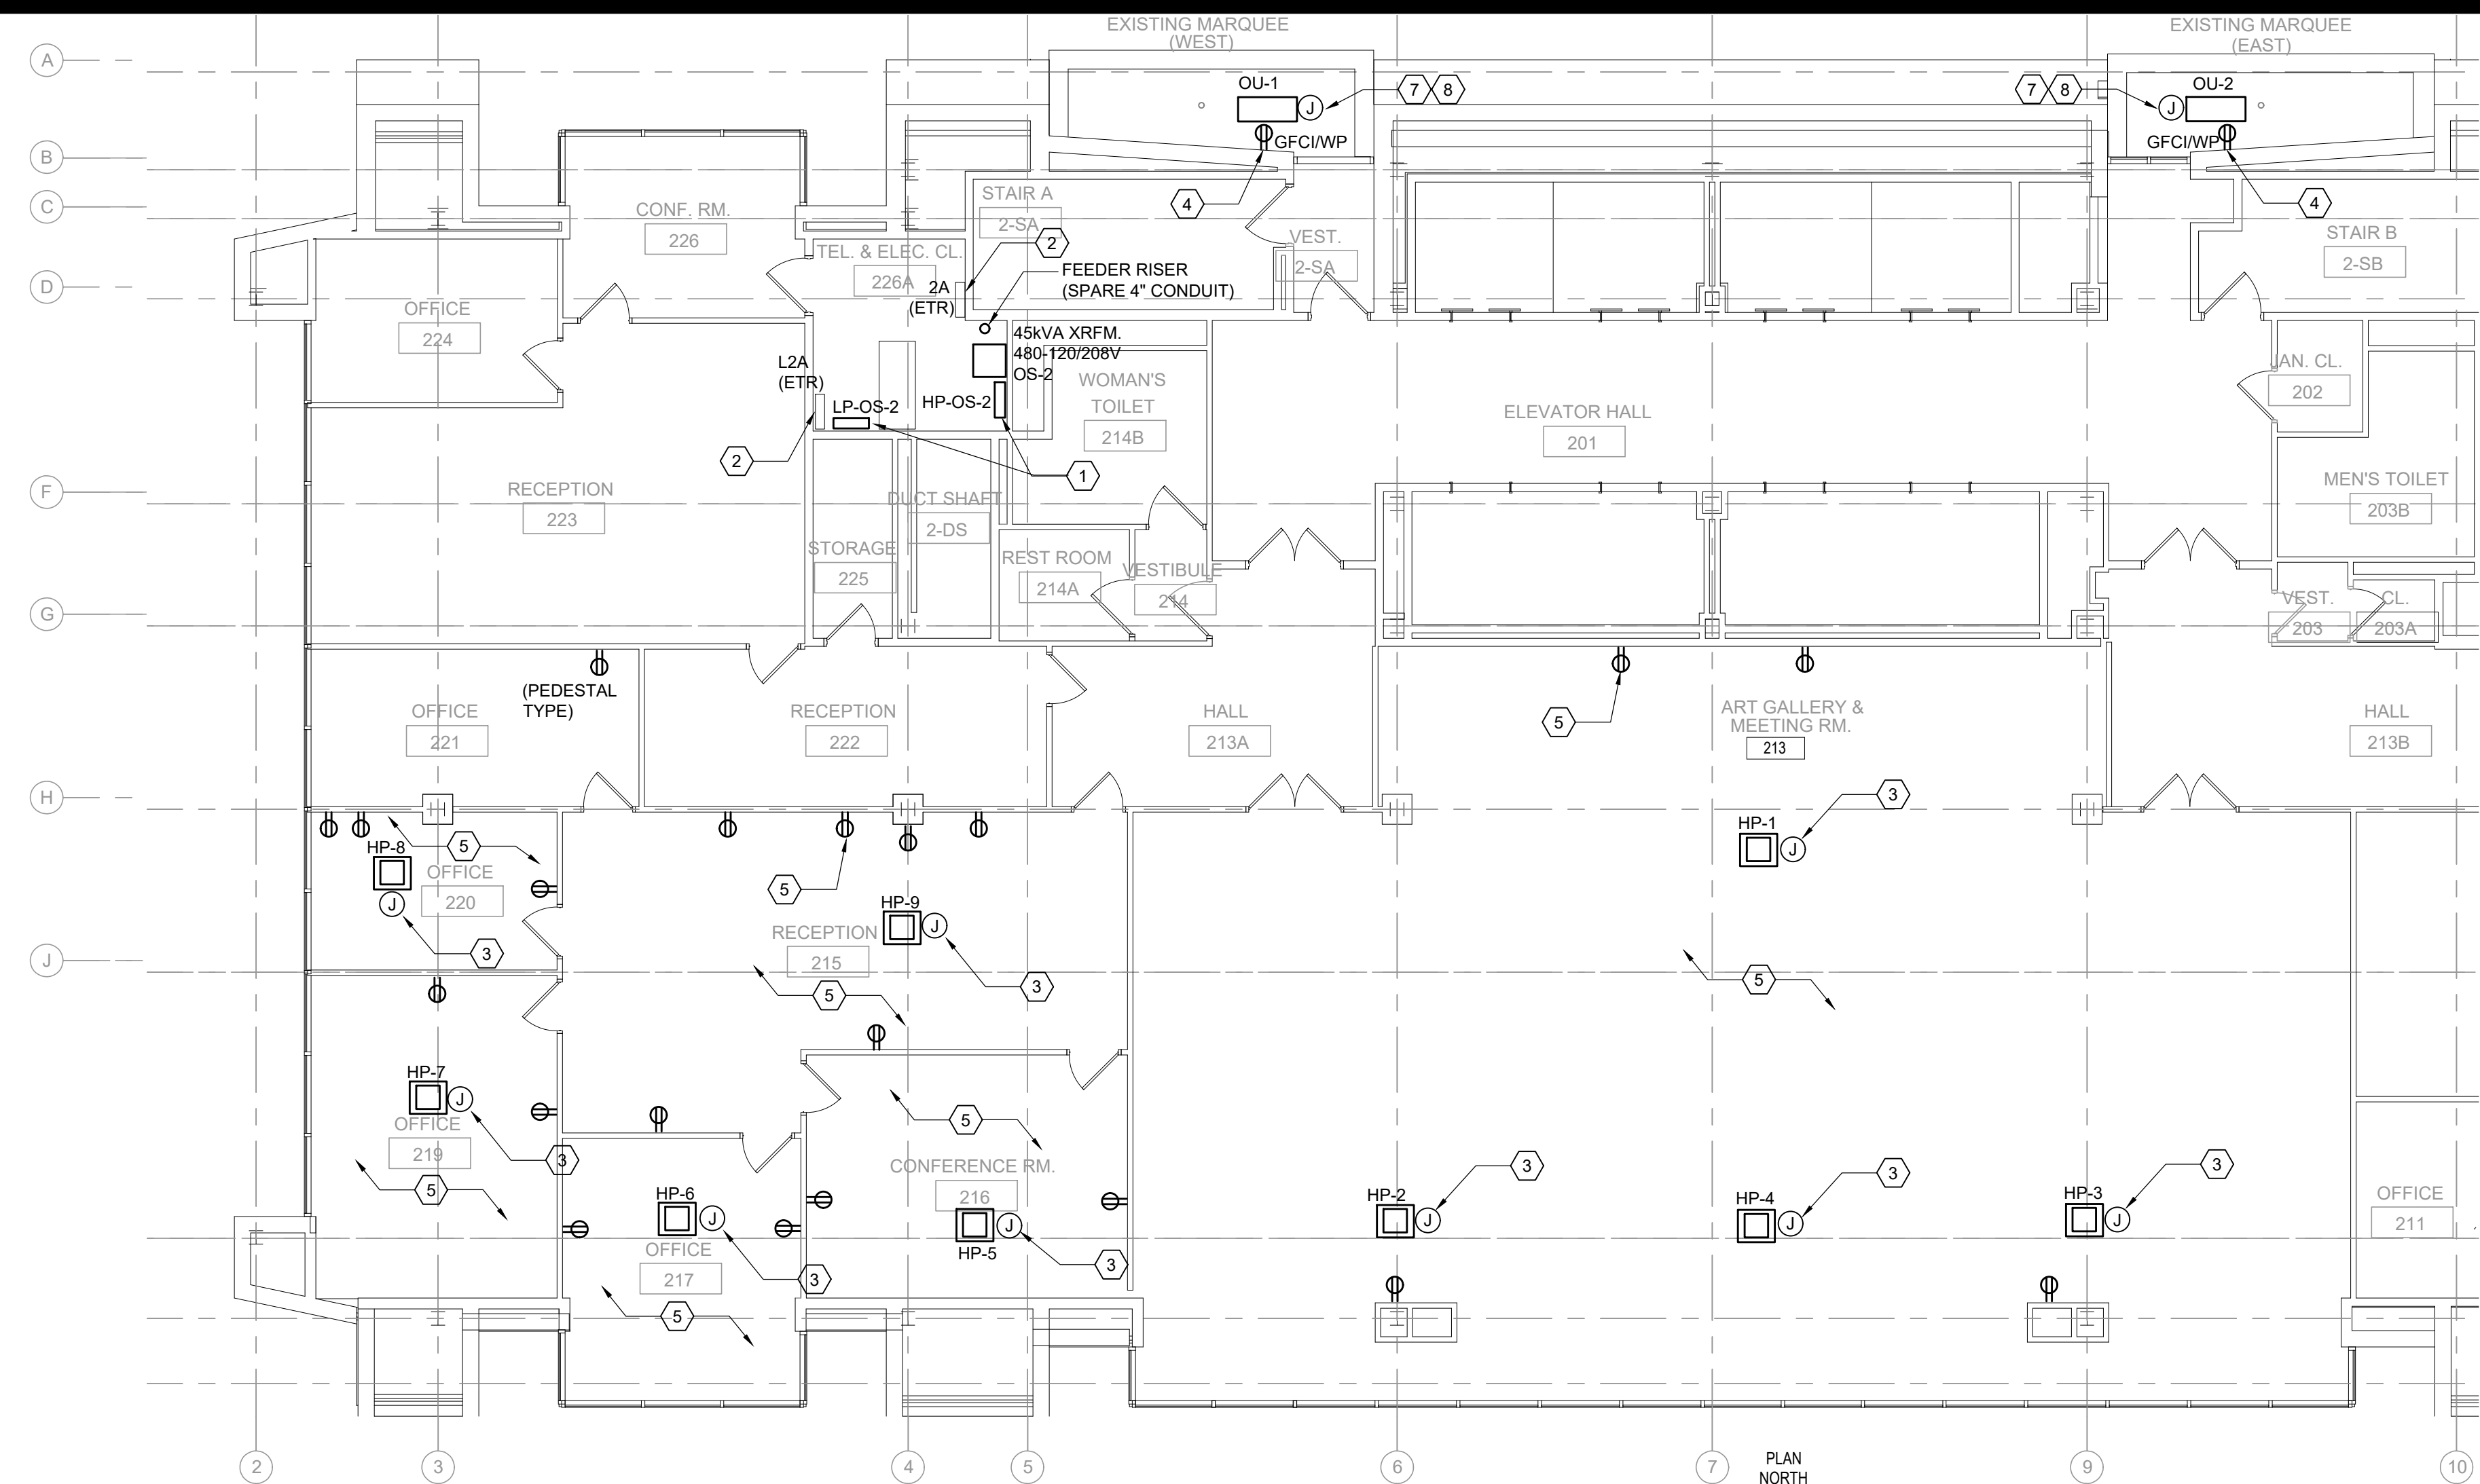 EXISTING MARQUEE
(WEST)
EXISTING MARQUEE
(EAST)
A
OU-1
J
7
8
GFCI/WP
7
8
J
OU-2
GFCI/WP
B
C
CONF. RM.
226
STAIR A
2-SA
4
2
VEST.
2-SA
4
STAIR B
2-SB
D
TEL. & ELEC. CL.
226A
2A
(ETR)
FEEDER RISER
(SPARE 4" CONDUIT)
OFFICE
224
45kVA XRFM.
480-120/208V
OS-2
L2A
(ETR)
LP-OS-2
HP-OS-2
WOMAN'S
TOILET
214B
ELEVATOR HALL
201
JAN. CL.
202
2
1
F
RECEPTION
223
DUCT SHAFT
2-DS
MEN'S TOILET
203B
STORAGE
225
REST ROOM
214A
VESTIBULE
214
G
VEST.
203
CL.
203A
(PEDESTAL
TYPE)
OFFICE
221
RECEPTION
222
HALL
213A
5
ART GALLERY &
MEETING RM.
213
HALL
213B
H
3
HP-1
J
5
HP-8
OFFICE
220
J
3
5
HP-9
J
RECEPTION
215
3
5
J
5
HP-7
J
OFFICE
219
3
5
5
CONFERENCE RM.
216
J
HP-5
3
HP-6
J
OFFICE
217
3
5
HP-2
J
3
HP-4
J
3
HP-3
J
3
OFFICE
211
2
3
4
5
6
7
PLAN
NORTH
9
10